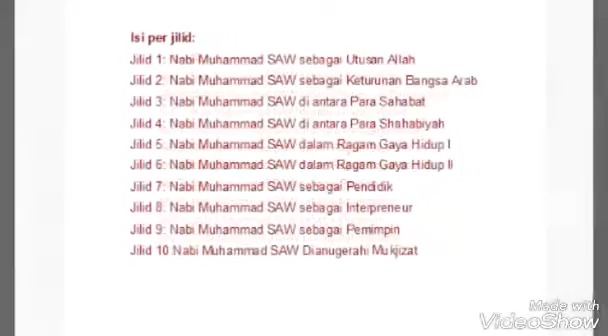 Isi per jilid:
Jilid 1: Nabi Muhammad SAW sebagai Utusan Allah
Jilid 2: Nabi Muhammad SAW sebagai Keturunan Bangsa Arab
Jilid 3: Nabi Muhammad SAW di antara Para Sahabat
Jilid 4: Nabi Muhammad SAW di antara Para Shahabiyah
Jilid 5: Nabi Muhammad SAW dalam Ragam Gaya Hidup I
Jilid 6: Nabi Muhammad SAW dalam Ragam Gaya Hidup II
Jilid 7: Nabi Muhammad SAW sebagai Pendidik
Jilid 8: Nabi Muhammad SAW sebagai Interpreneur
Jilid 9: Nabi Muhammad SAW sebagai Pemimpin
Jilid 10 Nabi Muhammad SAW Dianugerahi Mukjizat
Made with
VideoShow